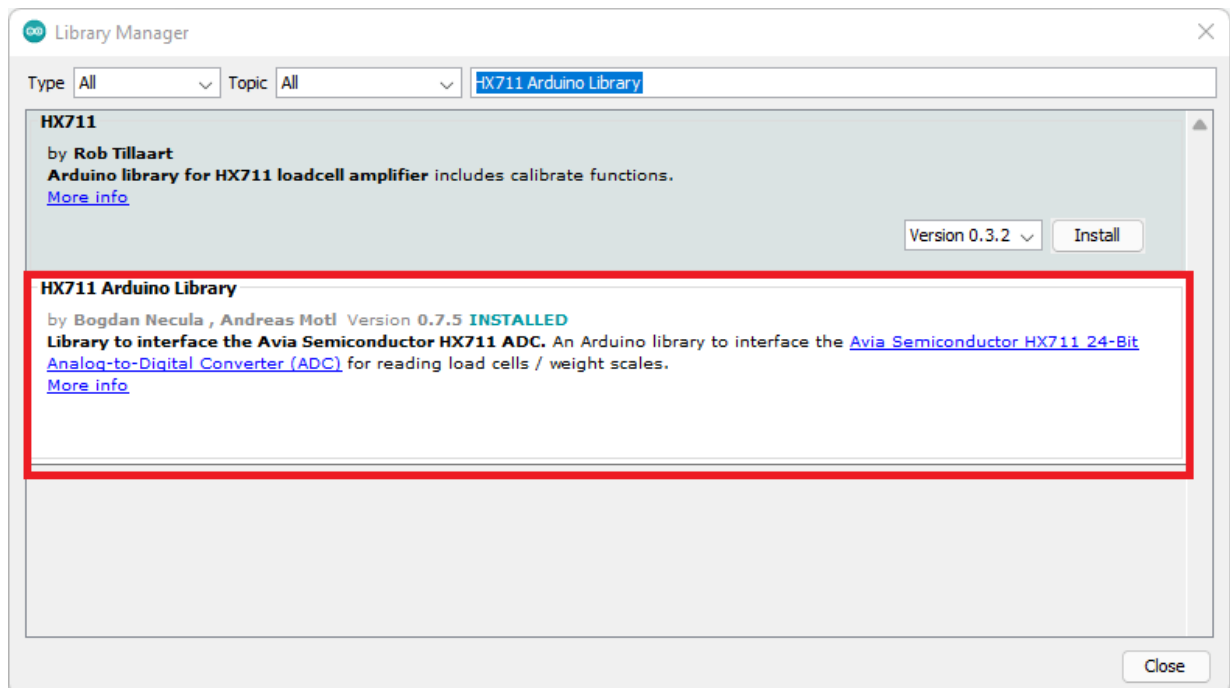 Library Manager
Type All Topic All HX711 Arduino Library
HX711
by Rob Tillaart
Arduino library for HX711 loadcell amplifier includes calibrate functions.
More info
Version 0.3.2 Install
HX711 Arduino Library
by Bogdan Necula , Andreas Motl Version 0.7.5 INSTALLED
Library to interface the Avia Semiconductor HX711 ADC. An Arduino library to interface the Avia Semiconductor HX711 24-Bit
Analog-to-Digital Converter (ADC) for reading load cells / weight scales.
More info
Close